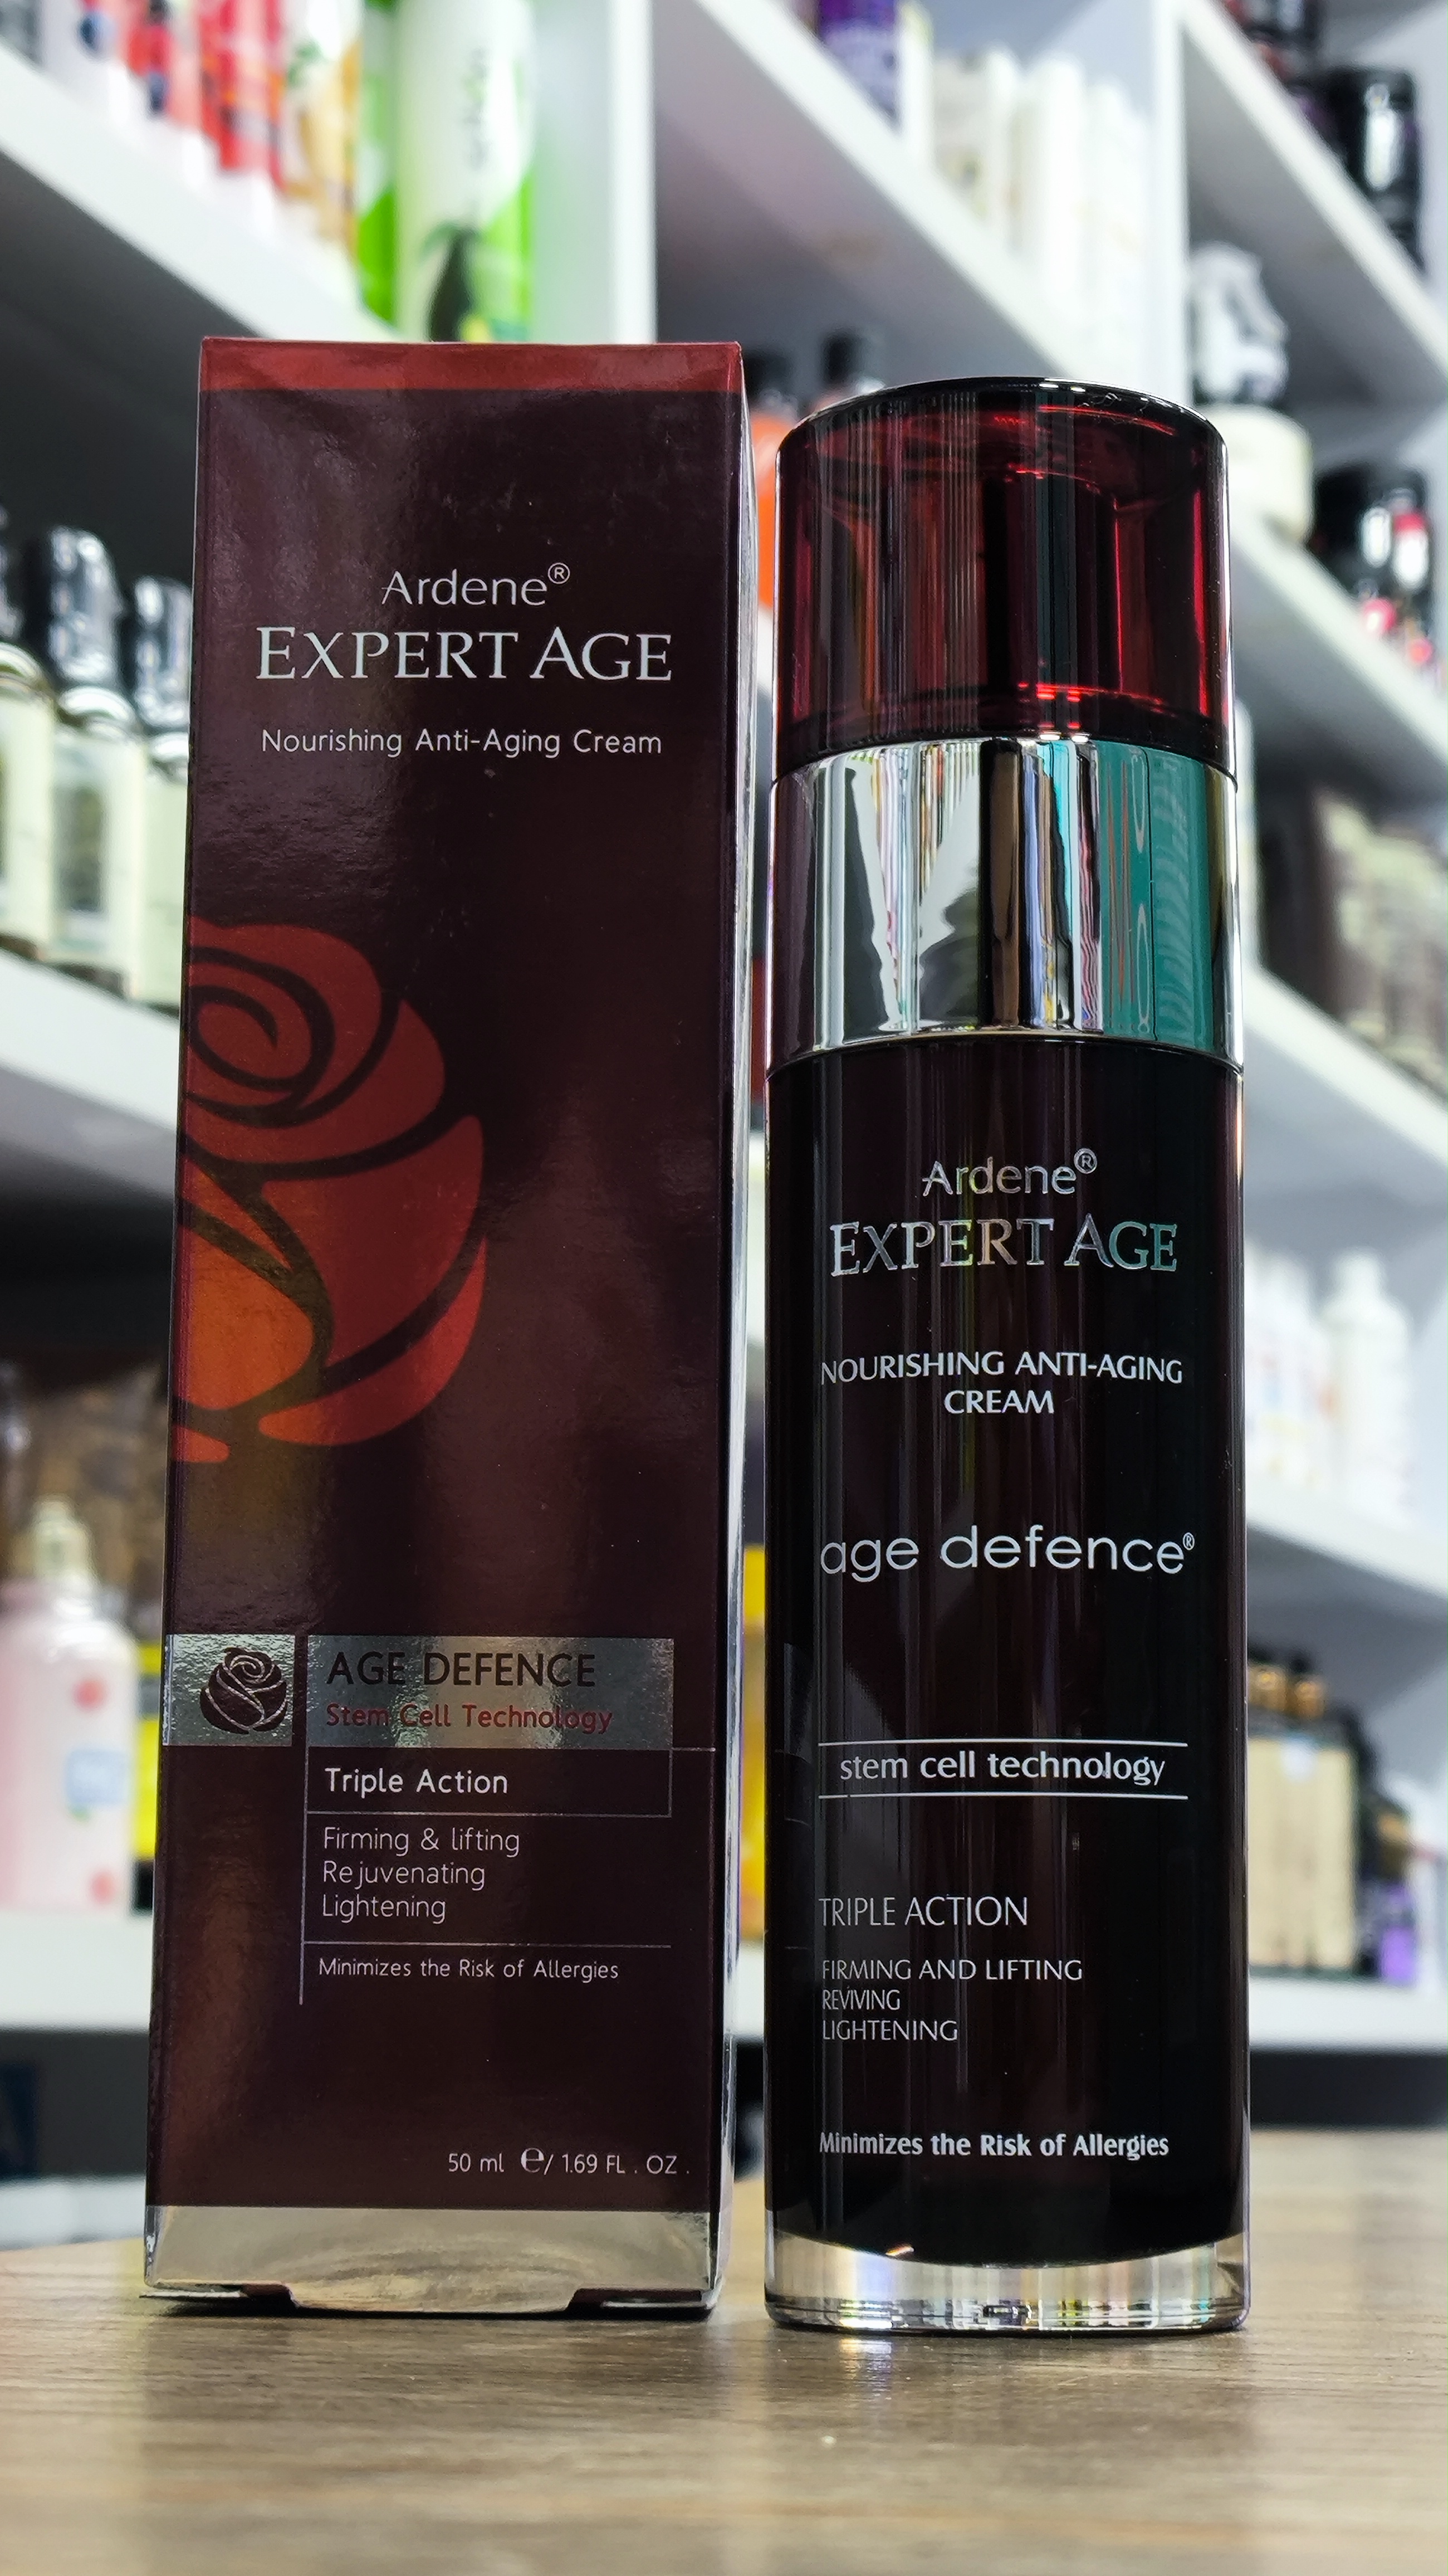 Ardene®
EXPERT AGE
Nourishing Anti-Aging Cream
AGE DEFENCE
Stem Cell Technology
Triple Action
Firming & lifting
Rejuvenating
Lightening
Minimizes the Risk of Allergies
50 ml ℮/ 1.69 FL . OZ .
Ardene®
EXPERT AGE
NOURISHING ANTI-AGING
CREAM
age defence®
stem cell technology
TRIPLE ACTION
FIRMING AND LIFTING
REVIVING
LIGHTENING
Minimizes the Risk of Allergies